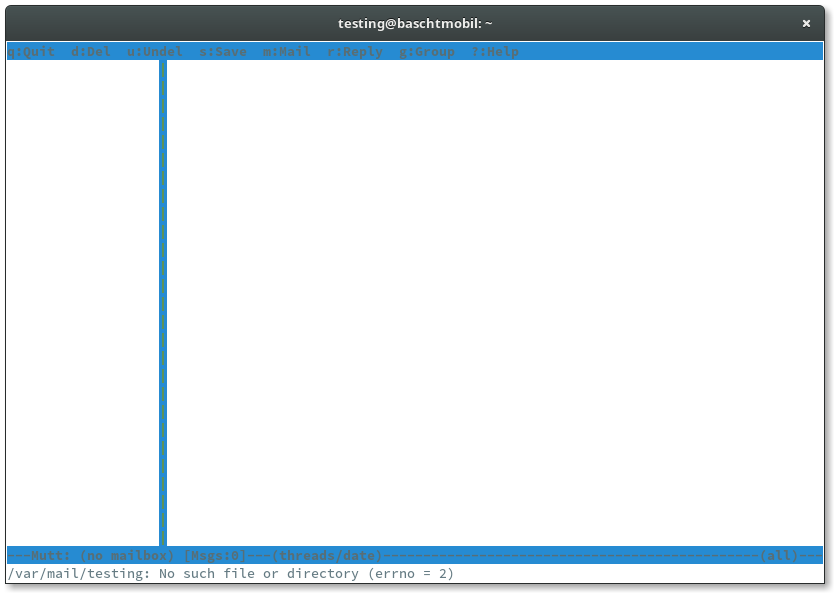 testing@baschtmobil: ~
q:Quit  d:Del  u:Undel  s:Save  m:Mail  r:Reply  g:Group  ?:Help
---Mutt: (no mailbox) [Msgs:0]---(threads/date)-----------------------------------------------(all)---
/var/mail/testing: No such file or directory (errno = 2)